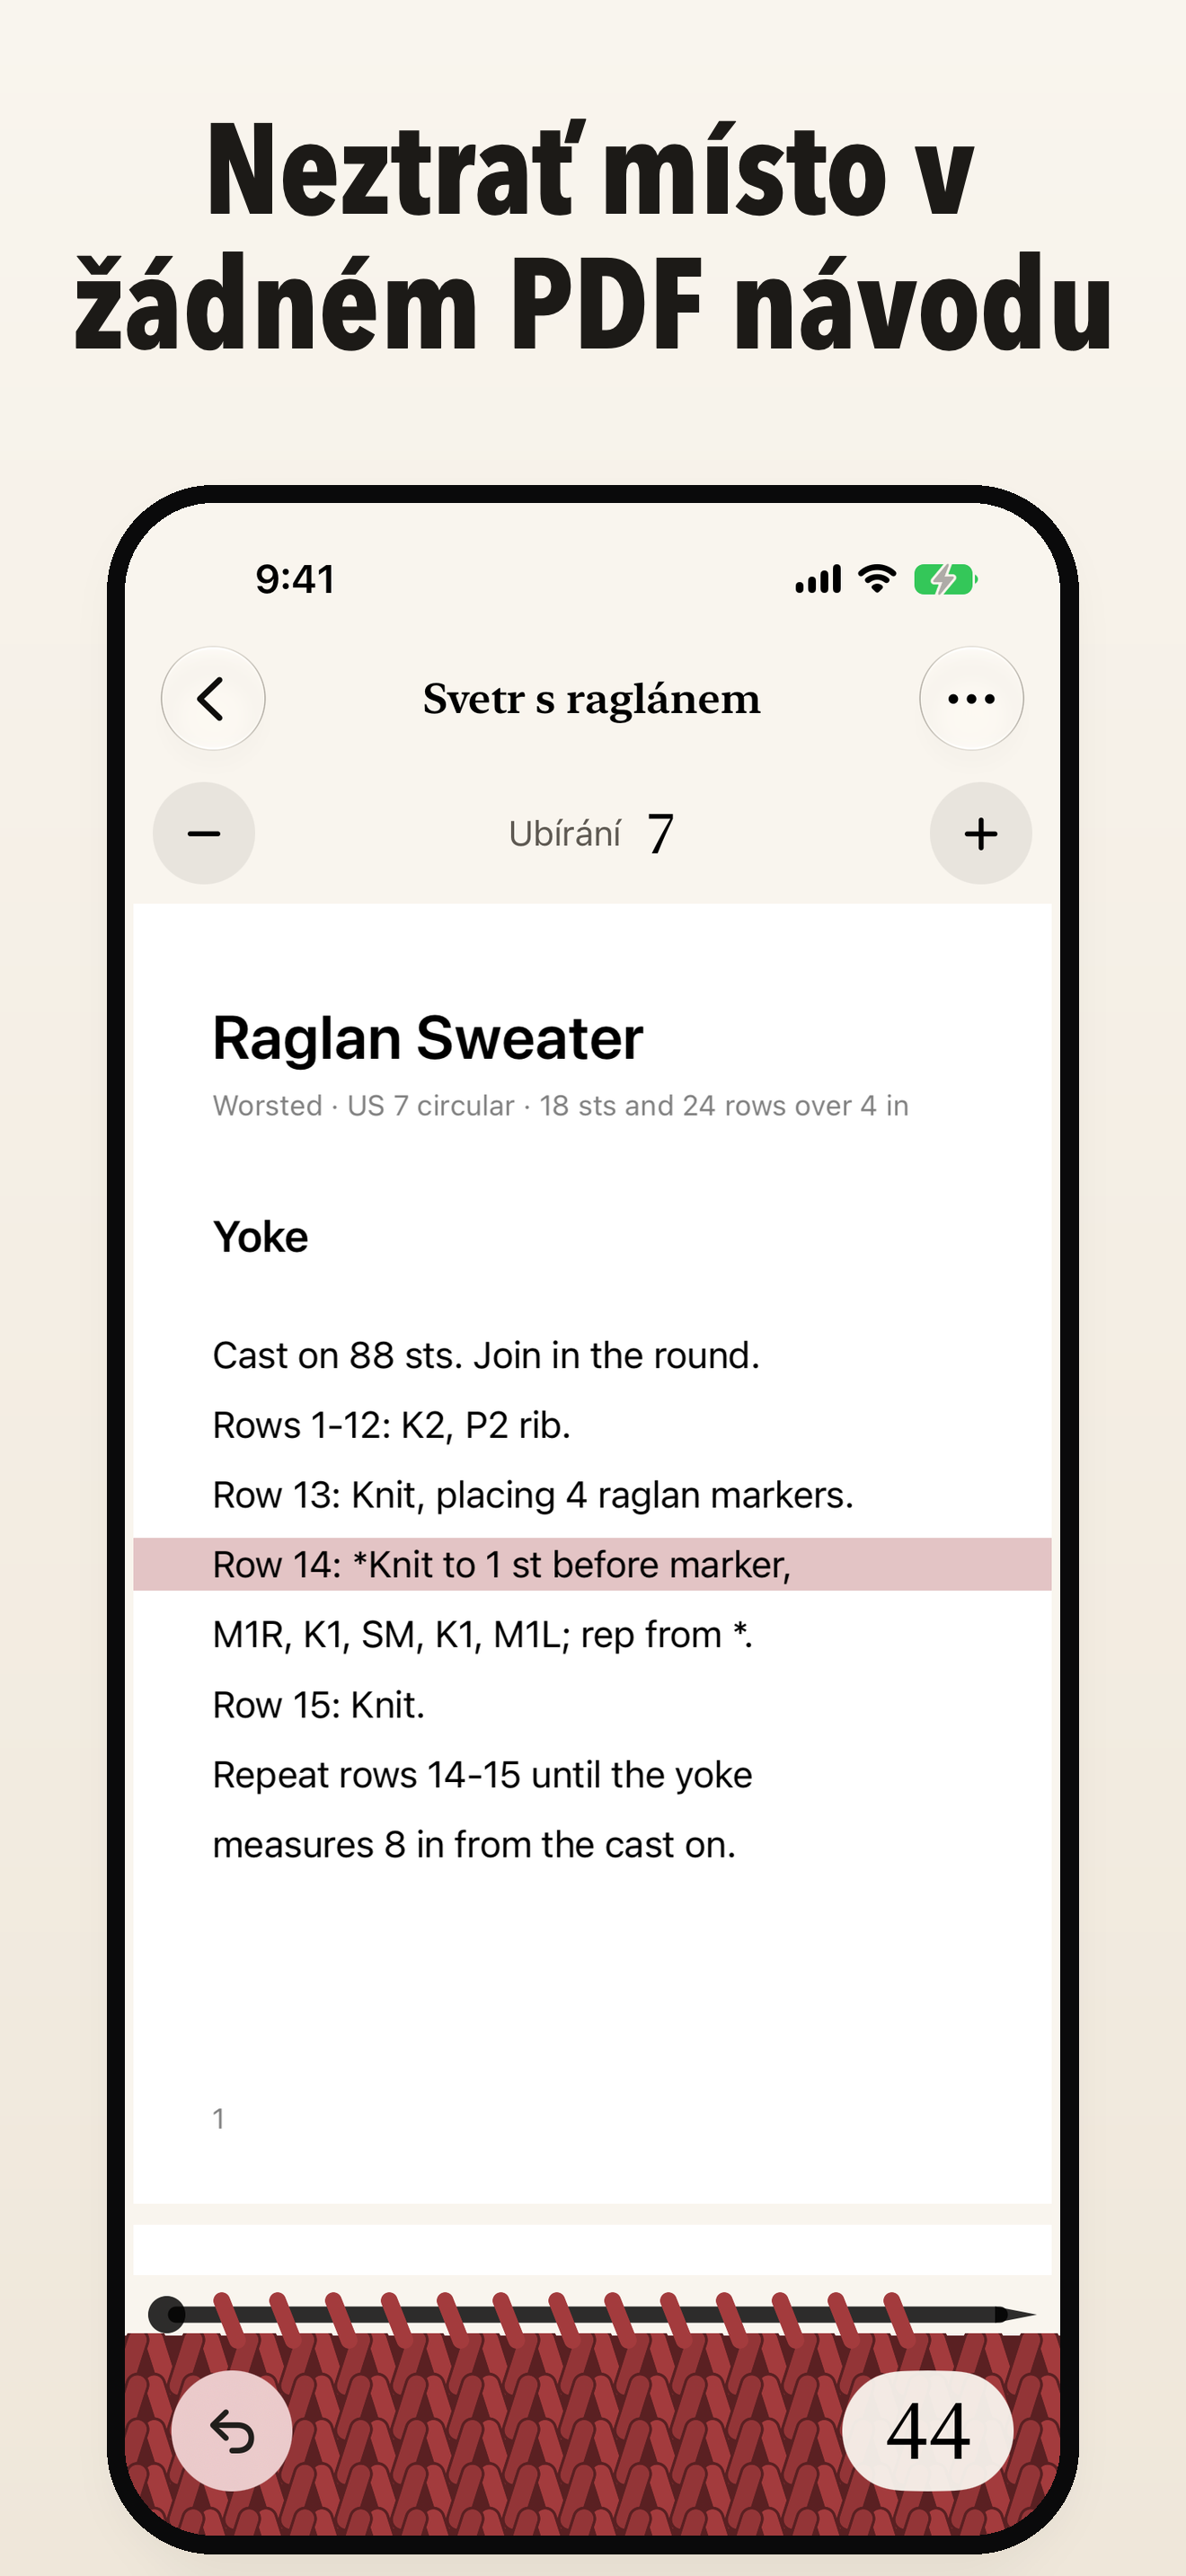 Neztrať místo v
žádném PDF návodu
9:41
Svetr s raglánem
Ubírání 7
Raglan Sweater
Worsted · US 7 circular · 18 sts and 24 rows over 4 in
Yoke
Cast on 88 sts. Join in the round.
Rows 1-12: K2, P2 rib.
Row 13: Knit, placing 4 raglan markers.
Row 14: *Knit to 1 st before marker,
M1R, K1, SM, K1, M1L; rep from *.
Row 15: Knit.
Repeat rows 14-15 until the yoke
measures 8 in from the cast on.
1
44